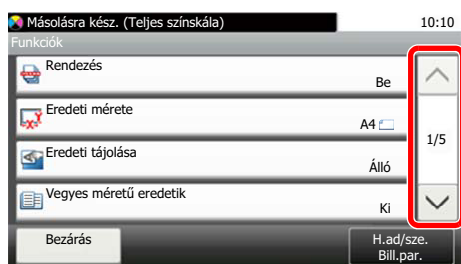 Másolásra kész. (Teljes színskála)
10:10
Funkciók
Rendezés
Be
Eredeti mérete
A4
Eredeti tájolása
Álló
Vegyes méretű eredetik
Ki
1/5
Bezárás
H.ad/sze.
Bill.par.